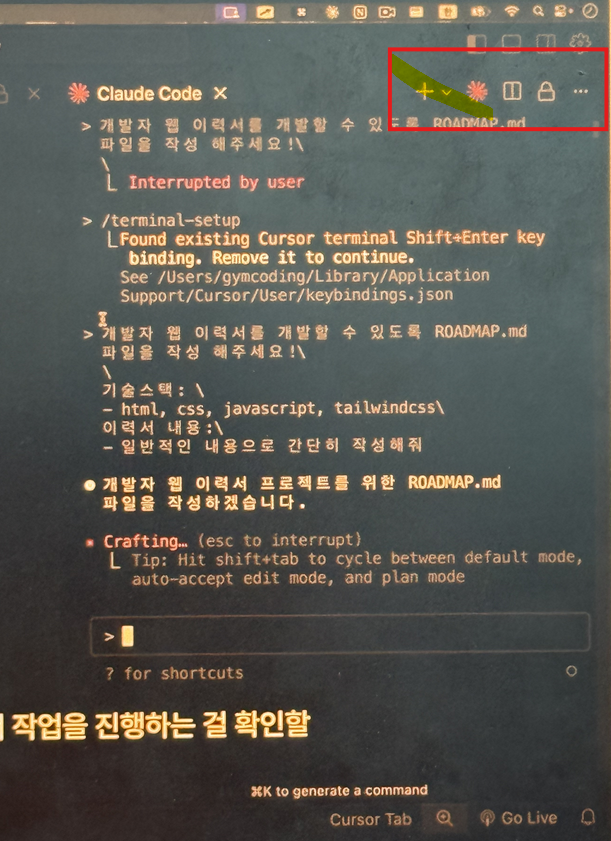 Claude Code
> 개발자 웹 이력서를 개발할 수 있도록 ROADMAP.md
파일을 작성 해주세요!\
\
Interrupted by user
> /terminal-setup
Found existing Cursor terminal Shift+Enter key
binding. Remove it to continue.
See /Users/gymcoding/Library/Application
Support/Cursor/User/keybindings.json
> 개발자 웹 이력서를 개발할 수 있도록 ROADMAP.md
파일을 작성 해주세요!\
\
기술스택: \
- html, css, javascript, tailwindcss\
이력서 내용:\
- 일반적인 내용으로 간단히 작성해줘
개발자 웹 이력서 프로젝트를 위한 ROADMAP.md
파일을 작성하겠습니다.
Crafting… (esc to interrupt)
Tip: Hit shift+tab to cycle between default mode,
auto-accept edit mode, and plan mode
>
? for shortcuts
작업을 진행하는 걸 확인할
⌘K to generate a command
Cursor Tab
Go Live